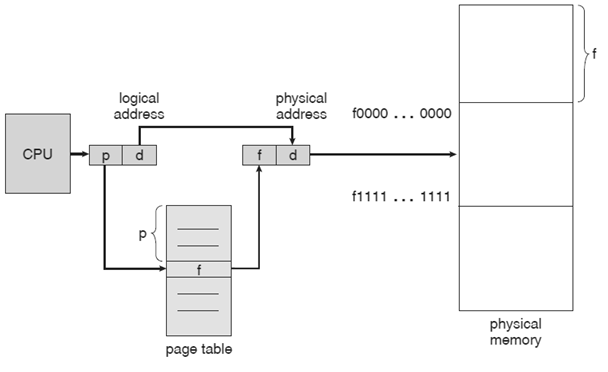 logical
address
physical
address
f0000 ... 0000
f
CPU
p d
f d
f1111 ... 1111
p
f
page table
physical
memory